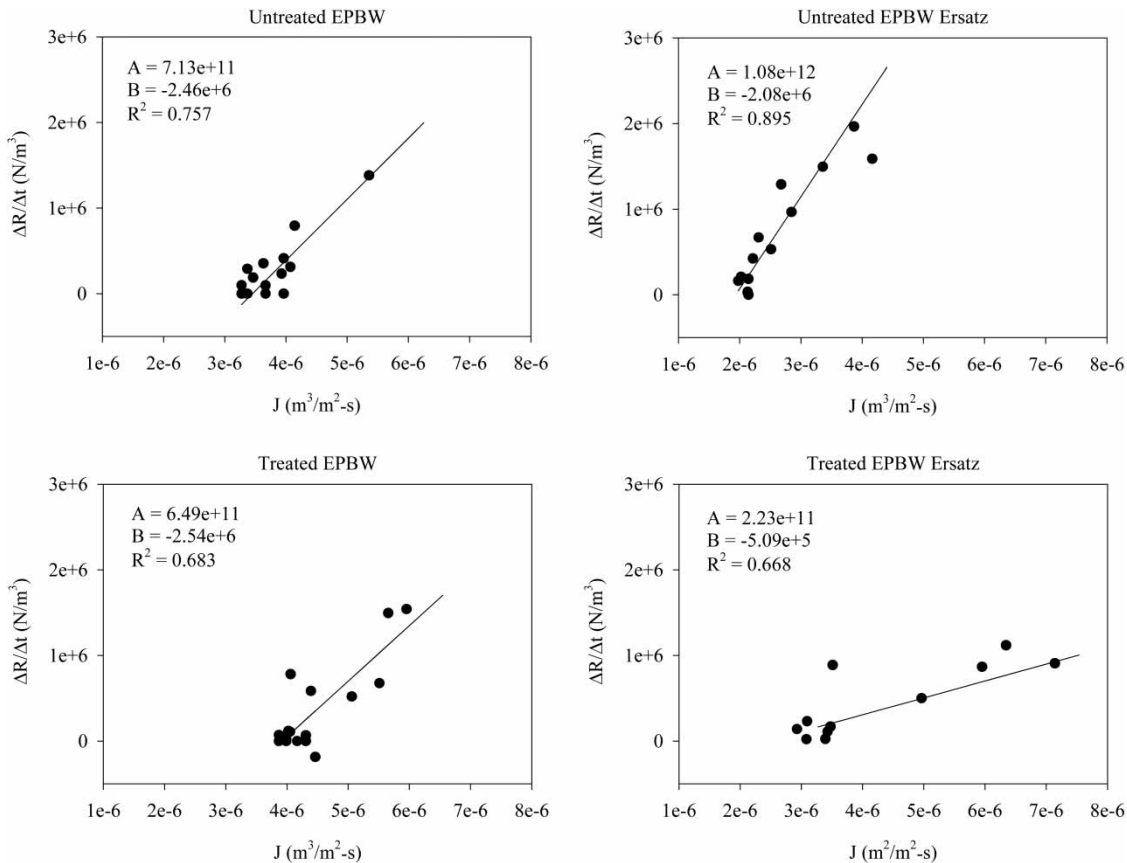 Untreated EPBW
3e+6
2e+6
1e+6
0
ΔR/Δt (N/m³)
A = 7.13e+11
B = -2.46e+6
R² = 0.757
1e-6 2e-6 3e-6 4e-6 5e-6 6e-6 7e-6 8e-6
J (m³/m²-s)
Untreated EPBW Ersatz
3e+6
2e+6
1e+6
0
ΔR/Δt (N/m³)
A = 1.08e+12
B = -2.08e+6
R² = 0.895
1e-6 2e-6 3e-6 4e-6 5e-6 6e-6 7e-6 8e-6
J (m³/m²-s)
Treated EPBW
3e+6
2e+6
1e+6
0
ΔR/Δt (N/m³)
A = 6.49e+11
B = -2.54e+6
R² = 0.683
1e-6 2e-6 3e-6 4e-6 5e-6 6e-6 7e-6 8e-6
J (m³/m²-s)
Treated EPBW Ersatz
3e+6
2e+6
1e+6
0
ΔR/Δt (N/m³)
A = 2.23e+11
B = -5.09e+5
R² = 0.668
1e-6 2e-6 3e-6 4e-6 5e-6 6e-6 7e-6 8e-6
J (m²/m²-s)